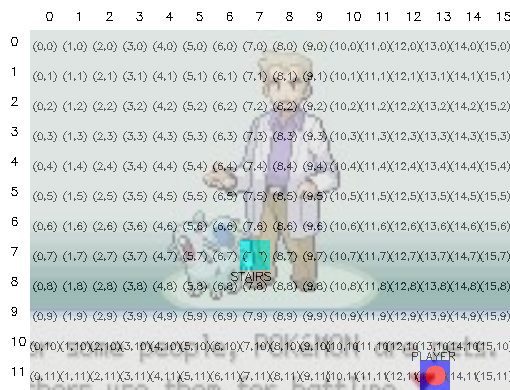 0 1 2 3 4 5 6 7 8 9 10 11 12 13 14 15
0 (0,0) (1,0) (2,0) (3,0) (4,0) (5,0) (6,0) (7,0) (8,0) (9,0) (10,0)(11,0)(12,0)(13,0)(14,0)(15,0)
1 (0,1) (1,1) (2,1) (3,1) (4,1) (5,1) (6,1) (7,1) (8,1) (9,1) (10,1)(11,1)(12,1)(13,1)(14,1)(15,1)
2 (0,2) (1,2) (2,2) (3,2) (4,2) (5,2) (6,2) (7,2) (8,2) (9,2) (10,2)(11,2)(12,2)(13,2)(14,2)(15,2)
3 (0,3) (1,3) (2,3) (3,3) (4,3) (5,3) (6,3) (7,3) (8,3) (9,3) (10,3)(11,3)(12,3)(13,3)(14,3)(15,3)
4 (0,4) (1,4) (2,4) (3,4) (4,4) (5,4) (6,4) (7,4) (8,4) (9,4) (10,4)(11,4)(12,4)(13,4)(14,4)(15,4)
5 (0,5) (1,5) (2,5) (3,5) (4,5) (5,5) (6,5) (7,5) (8,5) (9,5) (10,5)(11,5)(12,5)(13,5)(14,5)(15,5)
6 (0,6) (1,6) (2,6) (3,6) (4,6) (5,6) (6,6) (7,6) (8,6) (9,6) (10,6)(11,6)(12,6)(13,6)(14,6)(15,6)
7 (0,7) (1,7) (2,7) (3,7) (4,7) (5,7) (6,7) (7,7) (8,7) (9,7) (10,7)(11,7)(12,7)(13,7)(14,7)(15,7)
STAIRS
8 (0,8) (1,8) (2,8) (3,8) (4,8) (5,8) (6,8) (7,8) (8,8) (9,8) (10,8)(11,8)(12,8)(13,8)(14,8)(15,8)
9 (0,9) (1,9) (2,9) (3,9) (4,9) (5,9) (6,9) (7,9) (8,9) (9,9) (10,9)(11,9)(12,9)(13,9)(14,9)(15,9)
10 (0,10)(1,10)(2,10)(3,10)(4,10)(5,10)(6,10)(7,10)(8,10)(9,10)(10,10)(11,10)(12,10)(13,10)(14,10)(15,10)
or some people, POKéMON
PLAYER
11 (0,11)(1,11)(2,11)(3,11)(4,11)(5,11)(6,11)(7,11)(8,11)(9,11)(10,11)(11,11)(14,11)(15,11)
use them